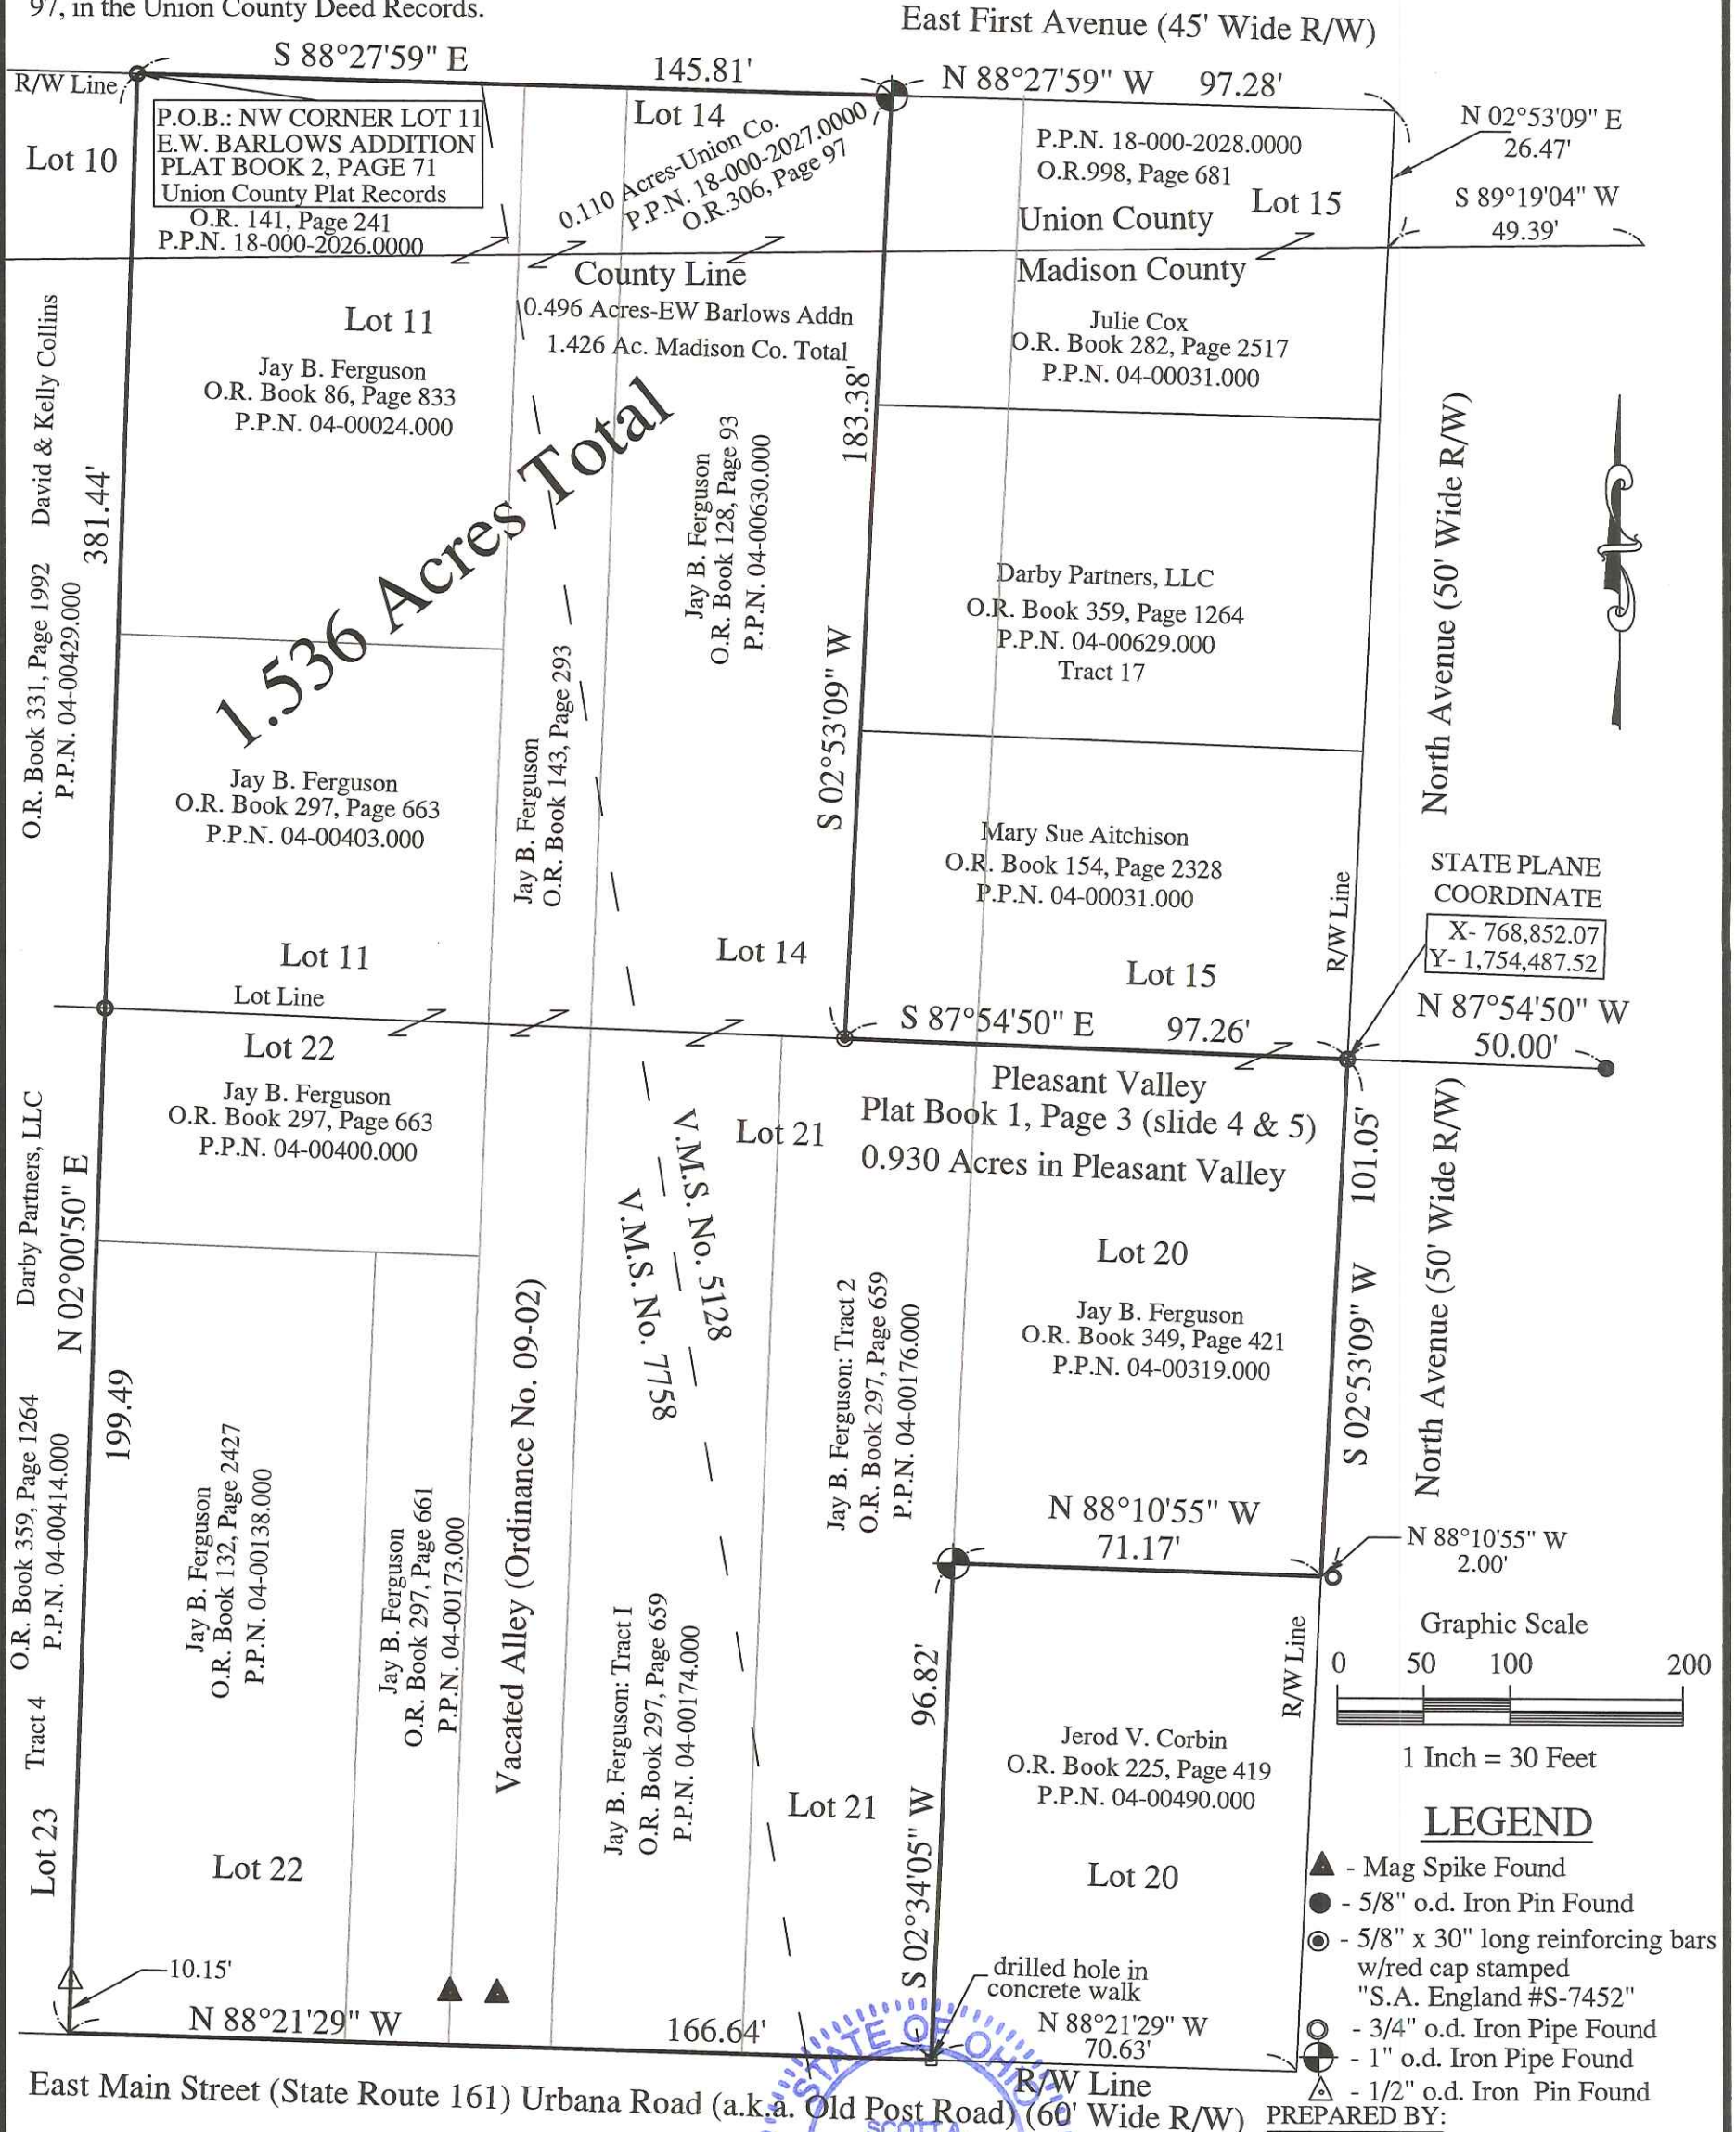 97, in the Union County Deed Records.
East First Avenue (45' Wide R/W)
S 88°27'59" E
145.81'
N 88°27'59" W 97.28'
R/W Line
P.O.B.: NW CORNER LOT 11
E.W. BARLOWS ADDITION
PLAT BOOK 2, PAGE 71
Union County Plat Records
O.R. 141, Page 241
P.P.N. 18-000-2026.0000
Lot 10
Lot 14
0.110 Acres-Union Co.
P.P.N. 18-000-2027.0000
O.R.306, Page 97
P.P.N. 18-000-2028.0000
O.R.998, Page 681
Lot 15
Union County
N 02°53'09" E
26.47'
S 89°19'04" W
49.39'
County Line
Madison County
0.496 Acres-EW Barlows Addn
1.426 Ac. Madison Co. Total
Lot 11
Jay B. Ferguson
O.R. Book 86, Page 833
P.P.N. 04-00024.000
Julie Cox
O.R. Book 282, Page 2517
P.P.N. 04-00031.000
David & Kelly Collins
O.R. Book 331, Page 1992
P.P.N. 04-00429.000
381.44'
1.536 Acres Total
Jay B. Ferguson
O.R. Book 128, Page 93
P.P.N. 04-00630.000
183.38'
S 02°53'09" W
Darby Partners, LLC
O.R. Book 359, Page 1264
P.P.N. 04-00629.000
Tract 17
North Avenue (50' Wide R/W)
Jay B. Ferguson
O.R. Book 297, Page 663
P.P.N. 04-00403.000
Jay B. Ferguson
O.R. Book 143, Page 293
Mary Sue Aitchison
O.R. Book 154, Page 2328
P.P.N. 04-00031.000
R/W Line
STATE PLANE
COORDINATE
X- 768,852.07
Y- 1,754,487.52
Lot 11
Lot 14
Lot 15
Lot Line
S 87°54'50" E 97.26'
N 87°54'50" W
50.00'
Lot 22
Jay B. Ferguson
O.R. Book 297, Page 663
P.P.N. 04-00400.000
Lot 21
Pleasant Valley
Plat Book 1, Page 3 (slide 4 & 5)
0.930 Acres in Pleasant Valley
V.M.S. No. 5128
V.M.S. No. 7758
101.05'
S 02°53'09" W
North Avenue (50' Wide R/W)
Darby Partners, LLC
O.R. Book 359, Page 1264
P.P.N. 04-00414.000
Tract 4
Lot 23
N 02°00'50" E
199.49
Lot 20
Jay B. Ferguson
O.R. Book 349, Page 421
P.P.N. 04-00319.000
Jay B. Ferguson: Tract 2
O.R. Book 297, Page 659
P.P.N. 04-00176.000
Jay B. Ferguson
O.R. Book 132, Page 2427
P.P.N. 04-00138.000
Jay B. Ferguson
O.R. Book 297, Page 661
P.P.N. 04-00173.000
Vacated Alley (Ordinance No. 09-02)
Jay B. Ferguson: Tract I
O.R. Book 297, Page 659
P.P.N. 04-00174.000
N 88°10'55" W
71.17'
N 88°10'55" W
2.00'
96.82'
S 02°34'05" W
R/W Line
Graphic Scale
0 50 100 200
1 Inch = 30 Feet
Jerod V. Corbin
O.R. Book 225, Page 419
P.P.N. 04-00490.000
Lot 22
Lot 21
Lot 20
LEGEND
- Mag Spike Found
- 5/8" o.d. Iron Pin Found
- 5/8" x 30" long reinforcing bars
w/red cap stamped
"S.A. England #S-7452"
- 3/4" o.d. Iron Pipe Found
- 1" o.d. Iron Pipe Found
- 1/2" o.d. Iron Pin Found
10.15'
N 88°21'29" W
166.64'
drilled hole in
concrete walk
N 88°21'29" W
70.63'
STATE OF OHIO
R/W Line
East Main Street (State Route 161) Urbana Road (a.k.a. Old Post Road) (60' Wide R/W)
PREPARED BY:
SCOTT A.